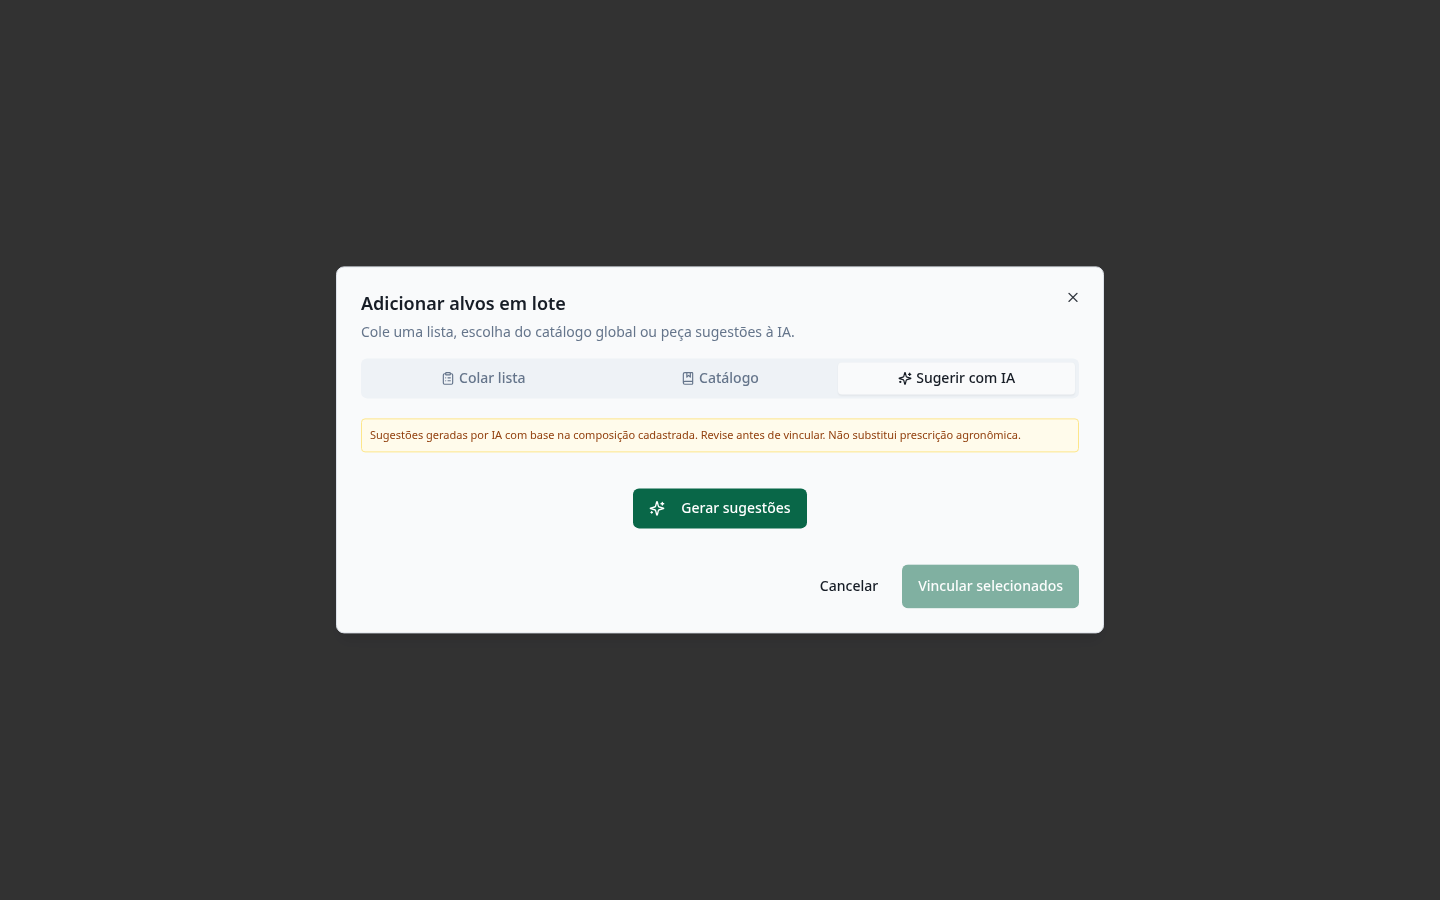 Adicionar alvos em lote
Cole uma lista, escolha do catálogo global ou peça sugestões à IA.
Colar lista
Catálogo
Sugerir com IA
Sugestões geradas por IA com base na composição cadastrada. Revise antes de vincular. Não substitui prescrição agronômica.
Gerar sugestões
Cancelar
Vincular selecionados